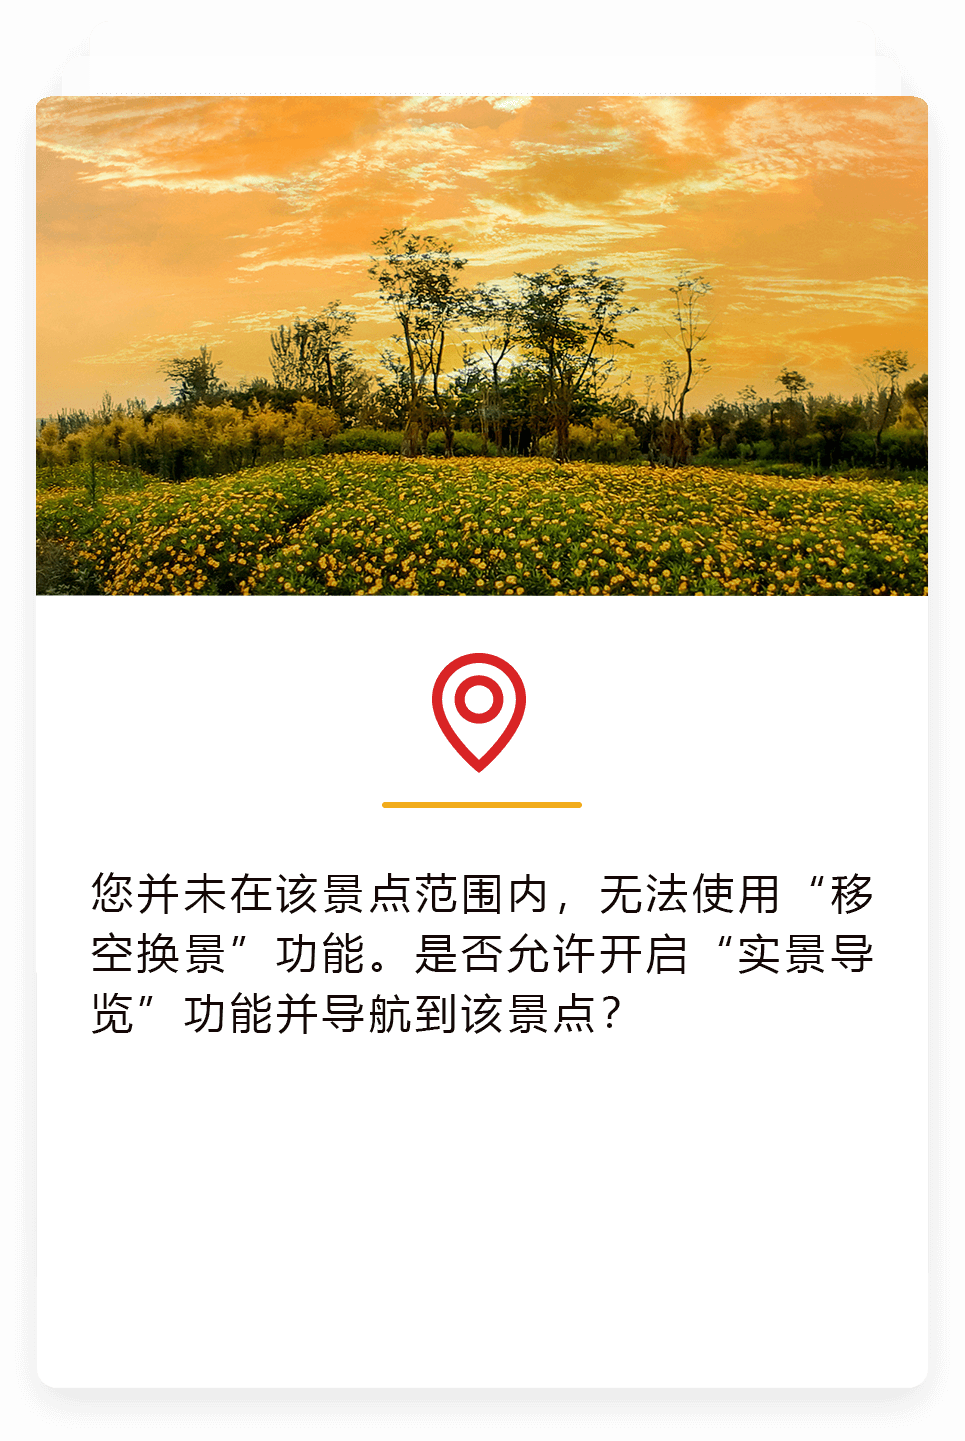 您并未在该景点范围内，无法使用“移
空换景”功能。是否允许开启“实景导
览”功能并导航到该景点？